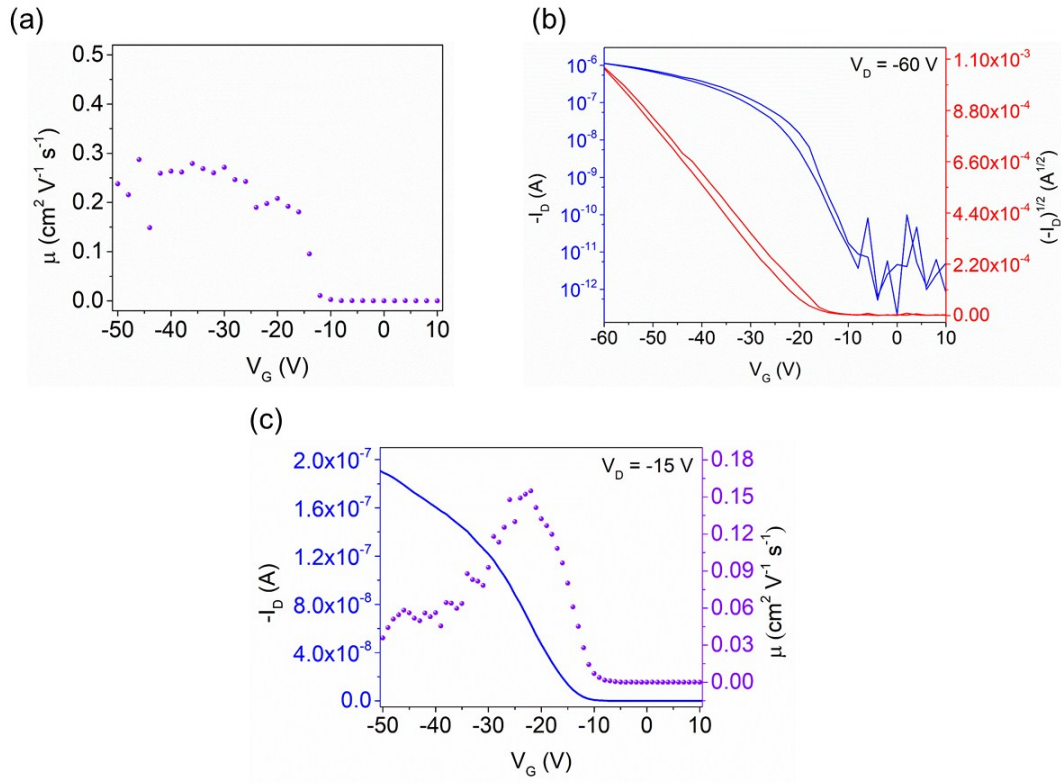 (a)
0.5
0.4
0.3
0.2
0.1
0.0
μ (cm² V⁻¹ s⁻¹)
-50 -40 -30 -20 -10 0 10
V_G (V)
(b)
V_D = -60 V
10⁻⁶
10⁻⁷
10⁻⁸
10⁻⁹
10⁻¹⁰
10⁻¹¹
10⁻¹²
-I_D (A)
1.10x10⁻³
8.80x10⁻⁴
6.60x10⁻⁴
4.40x10⁻⁴
2.20x10⁻⁴
0.00
(-I_D)^1/2 (A^1/2)
-60 -50 -40 -30 -20 -10 0 10
V_G (V)
(c)
V_D = -15 V
2.0x10⁻⁷
1.6x10⁻⁷
1.2x10⁻⁷
8.0x10⁻⁸
4.0x10⁻⁸
0.0
-I_D (A)
0.18
0.15
0.12
0.09
0.06
0.03
0.00
μ (cm² V⁻¹ s⁻¹)
-50 -40 -30 -20 -10 0 10
V_G (V)